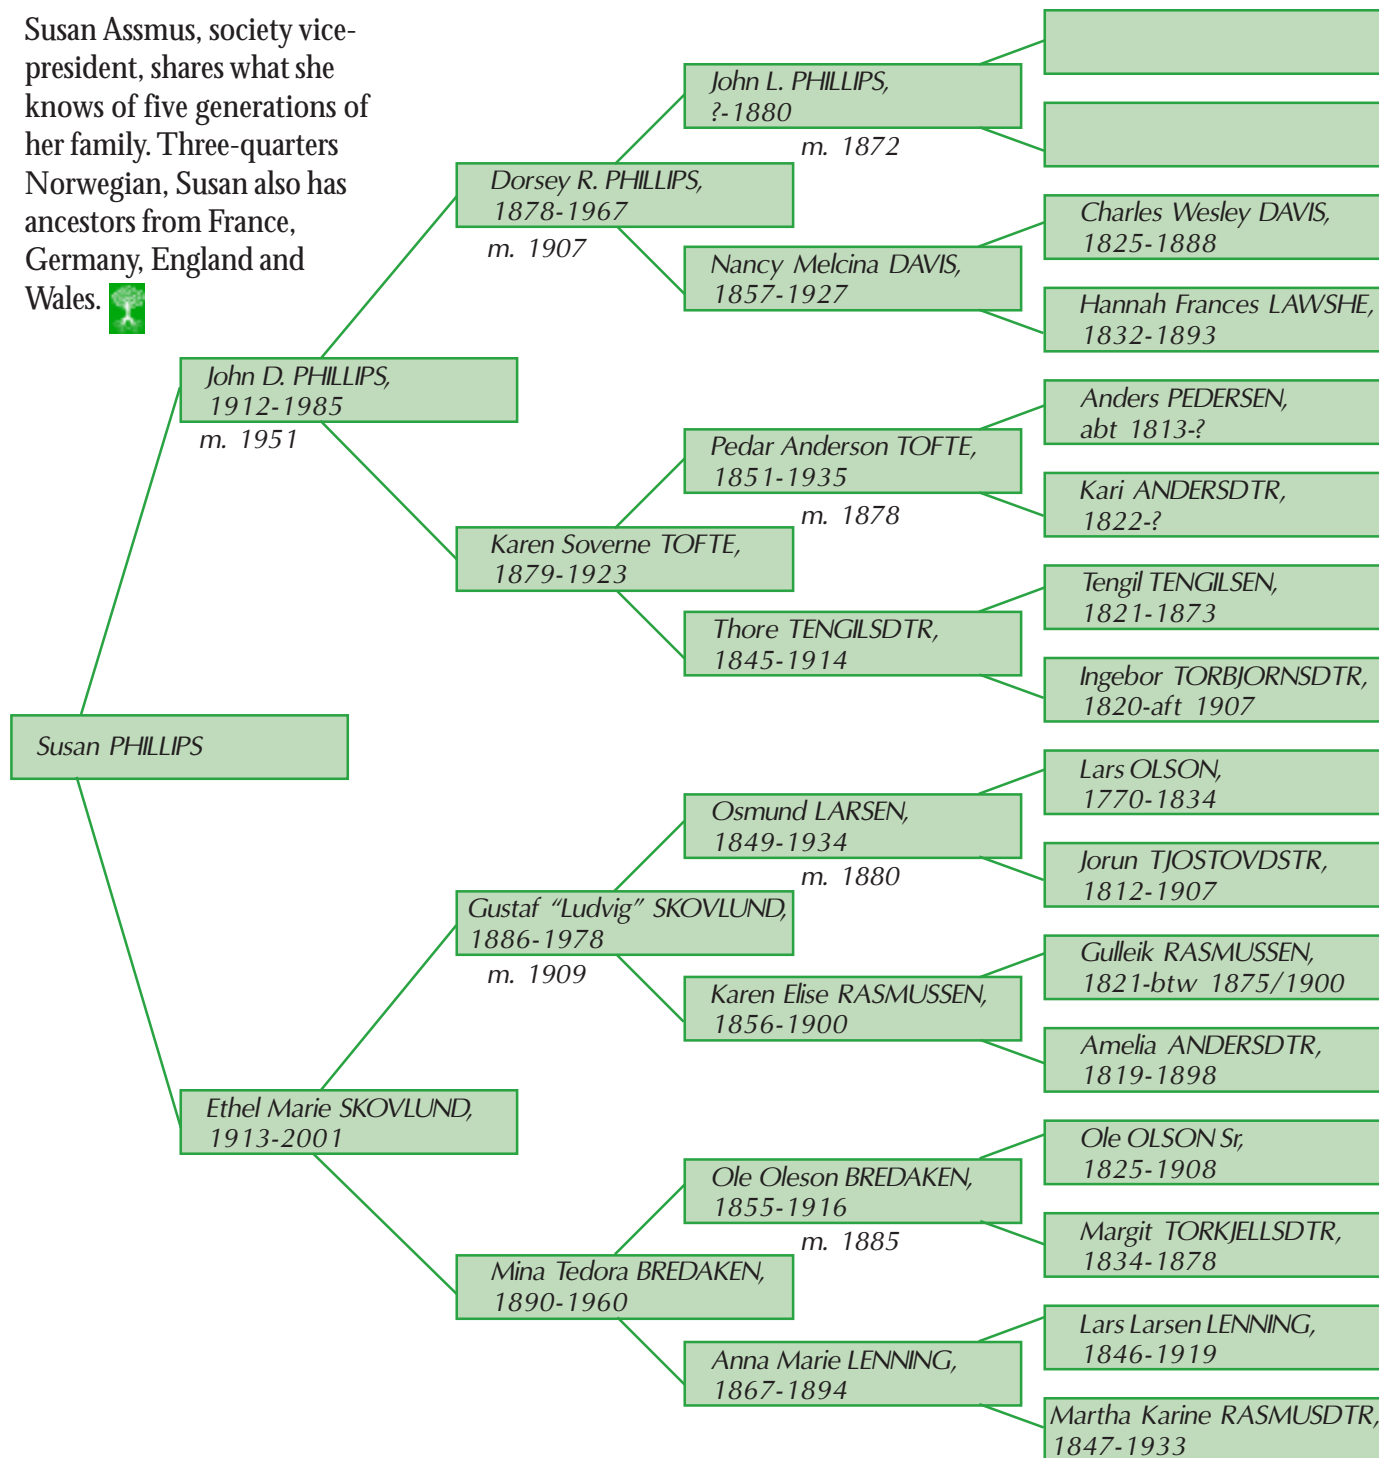 Susan Assmus, society vice-
president, shares what she
knows of five generations of
her family. Three-quarters
Norwegian, Susan also has
ancestors from France,
Germany, England and
Wales.
Susan PHILLIPS
John D. PHILLIPS,
1912-1985
m. 1951
Ethel Marie SKOVLUND,
1913-2001
Dorsey R. PHILLIPS,
1878-1967
m. 1907
Karen Soverne TOFTE,
1879-1923
Gustaf “Ludvig” SKOVLUND,
1886-1978
m. 1909
Mina Tedora BREDAKEN,
1890-1960
John L. PHILLIPS,
?-1880
m. 1872
Nancy Melcina DAVIS,
1857-1927
Pedar Anderson TOFTE,
1851-1935
m. 1878
Thore TENGILSDTR,
1845-1914
Osmund LARSEN,
1849-1934
m. 1880
Karen Elise RASMUSSEN,
1856-1900
Ole Oleson BREDAKEN,
1855-1916
m. 1885
Anna Marie LENNING,
1867-1894
Charles Wesley DAVIS,
1825-1888
Hannah Frances LAWSHE,
1832-1893
Anders PEDERSEN,
abt 1813-?
Kari ANDERSDTR,
1822-?
Tengil TENGILSEN,
1821-1873
Ingebor TORBJORNSDTR,
1820-aft 1907
Lars OLSON,
1770-1834
Jorun TJOSTOVDSTR,
1812-1907
Gulleik RASMUSSEN,
1821-btw 1875/1900
Amelia ANDERSDTR,
1819-1898
Ole OLSON Sr,
1825-1908
Margit TORKJELLSDTR,
1834-1878
Lars Larsen LENNING,
1846-1919
Martha Karine RASMUSDTR,
1847-1933